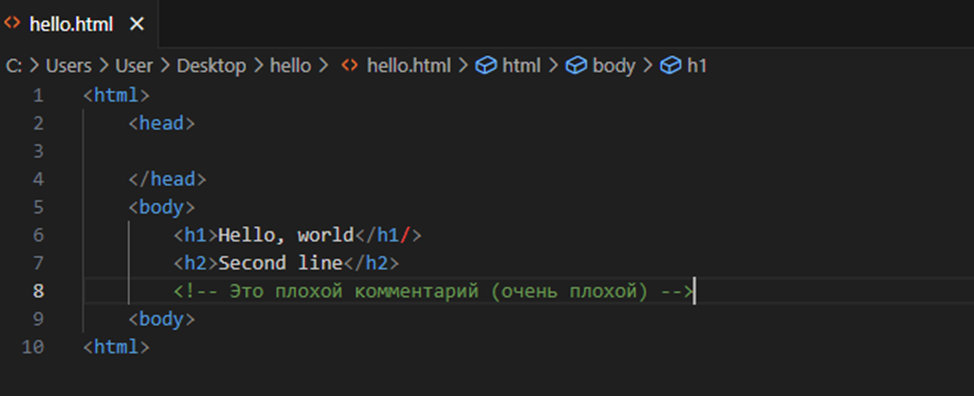 hello.html
C: > Users > User > Desktop > hello > hello.html > html > body > h1
1 <html>
2 <head>
3
4 </head>
5 <body>
6 <h1>Hello, world</h1/>
7 <h2>Second line</h2>
8 <!-- Это плохой комментарий (очень плохой) -->
9 <body>
10 <html>